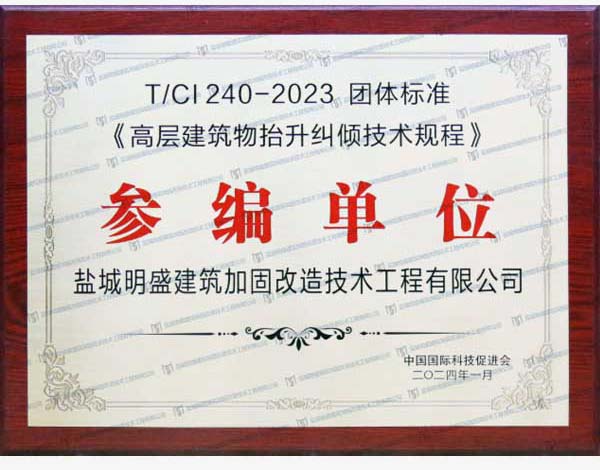 T/CI 240-2023 团体标准
《高层建筑物抬升纠倾技术规程》
参编单位
盐城明盛建筑加固改造技术工程有限公司
中国国际科技促进会
二〇二四年一月